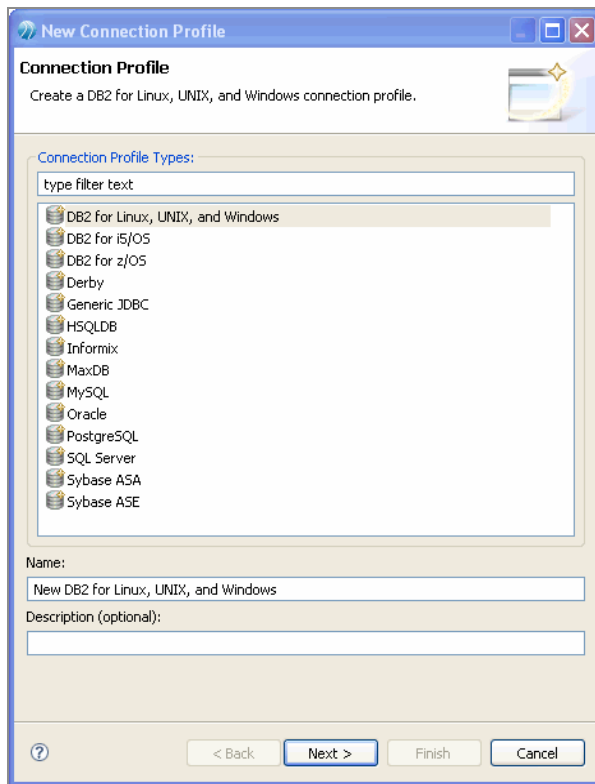 New Connection Profile
Connection Profile
Create a DB2 for Linux, UNIX, and Windows connection profile.
Connection Profile Types:
type filter text
DB2 for Linux, UNIX, and Windows
DB2 for i5/OS
DB2 for z/OS
Derby
Generic JDBC
HSQLDB
Informix
MaxDB
MySQL
Oracle
PostgreSQL
SQL Server
Sybase ASA
Sybase ASE
Name:
New DB2 for Linux, UNIX, and Windows
Description (optional):
? < Back Next > Finish Cancel